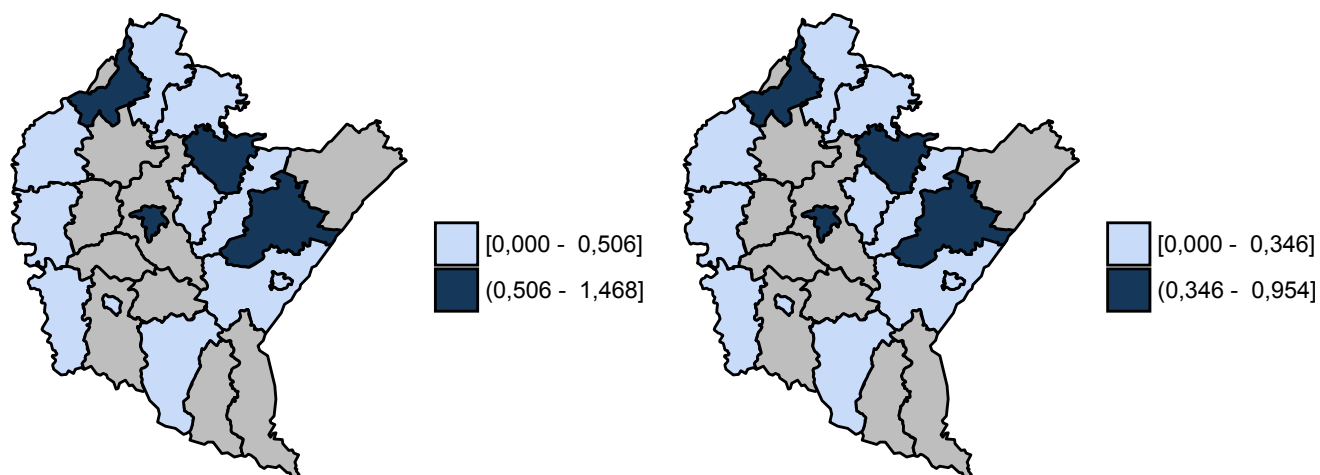 [0,000 - 0,506]
(0,506 - 1,468]
[0,000 - 0,346]
(0,346 - 0,954]